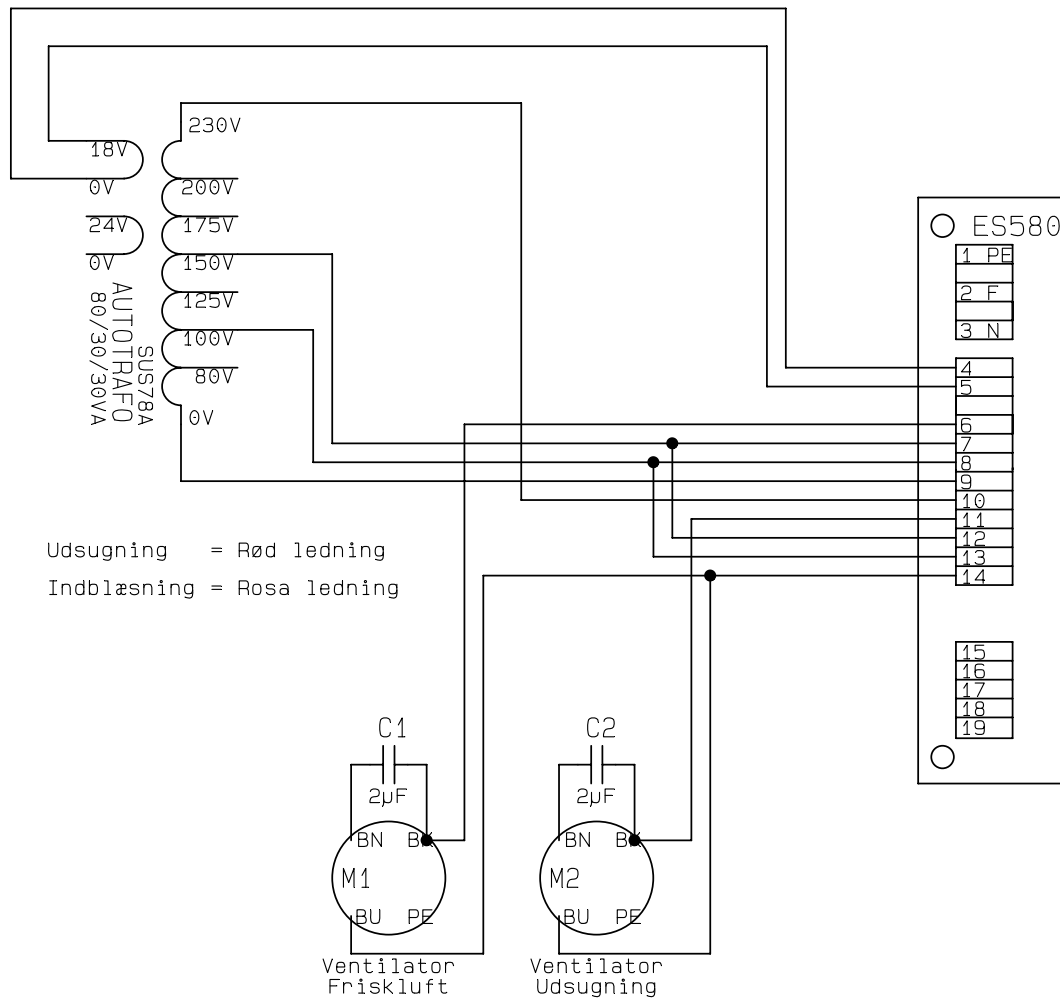 230V
18V
0V
200V
24V
175V
0V
150V
125V
100V
80V
0V
AUTOTRAFO
80/30/30VA
SUS78A
ES580
1 PE
2 F
3 N
4
5
6
7
8
9
10
11
12
13
14
15
16
17
18
19
Udsugning = Rød ledning
Indblæsning = Rosa ledning
C1
2µF
BN BK
M1
BU PE
Ventilator
Friskluft
C2
2µF
BN BK
M2
BU PE
Ventilator
Udsugning